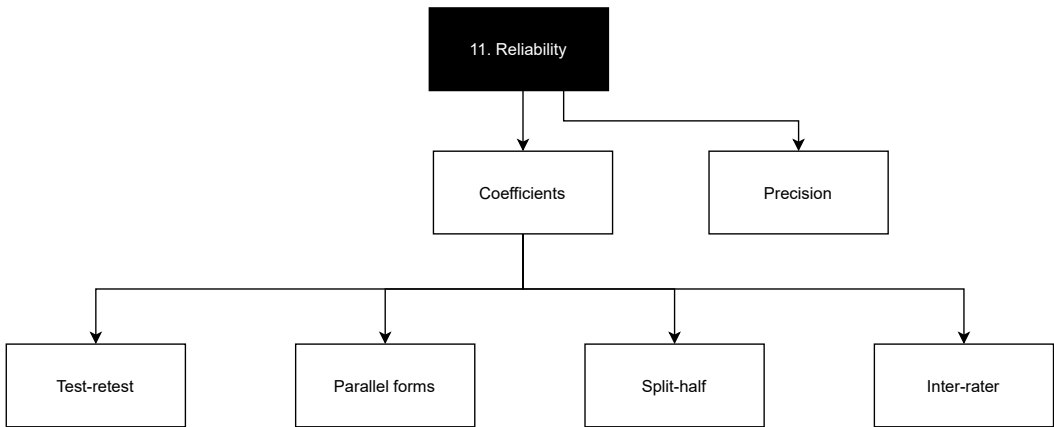 11. Reliability
Coefficients
Precision
Test-retest
Parallel forms
Split-half
Inter-rater